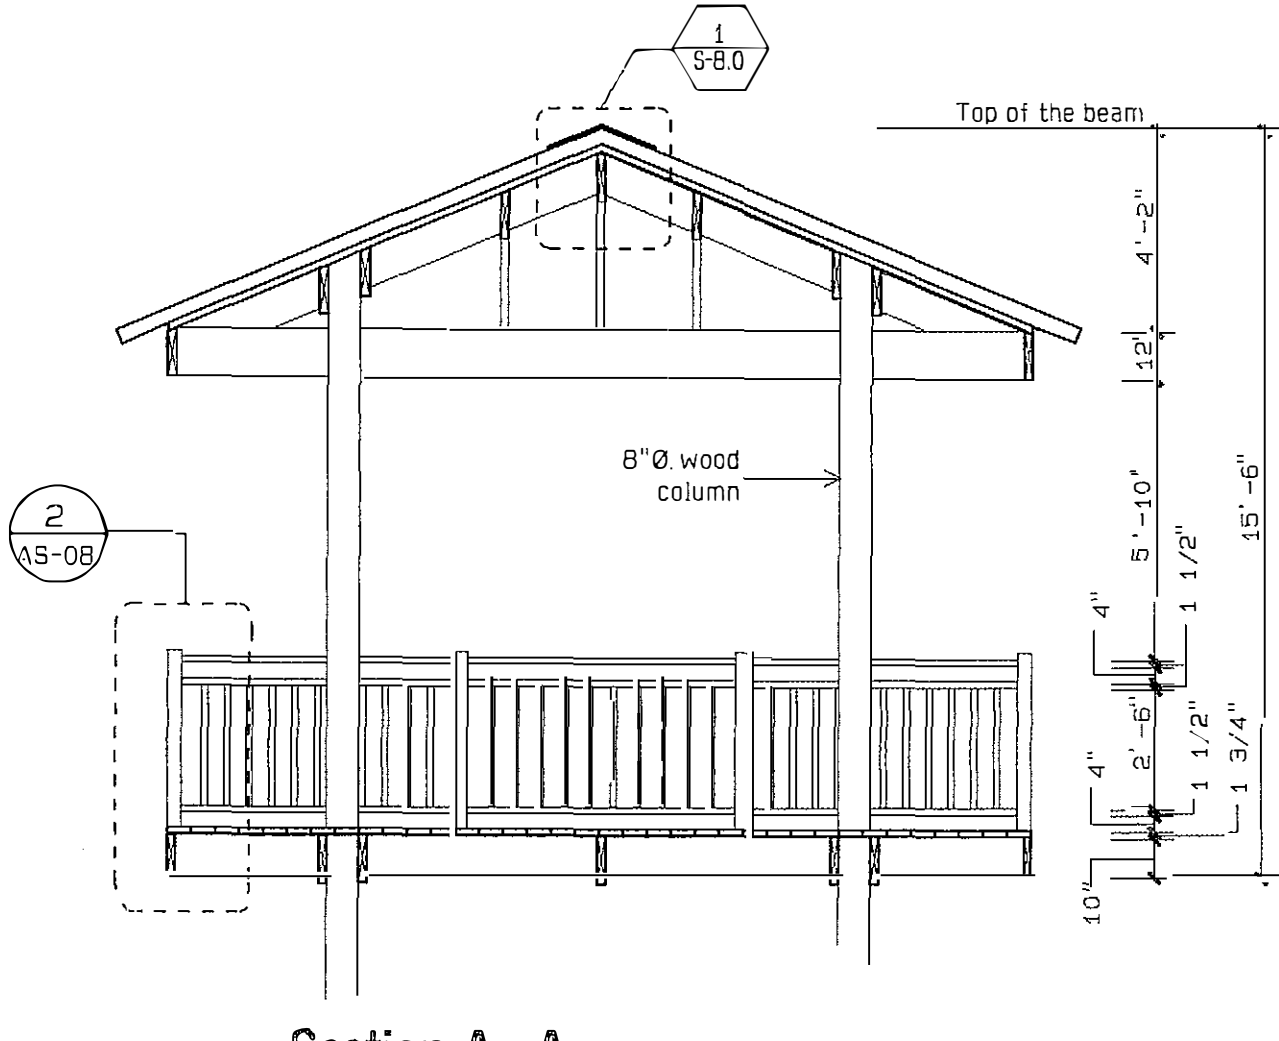 1
S-8.0
Top of the beam
4'-2"
12'
8"Ø. wood
column
5'-10"
15'-6"
1 1/2"
4"
2
AS-08
2'-6"
1 1/2"
1 3/4"
4"
10"
Section A-A